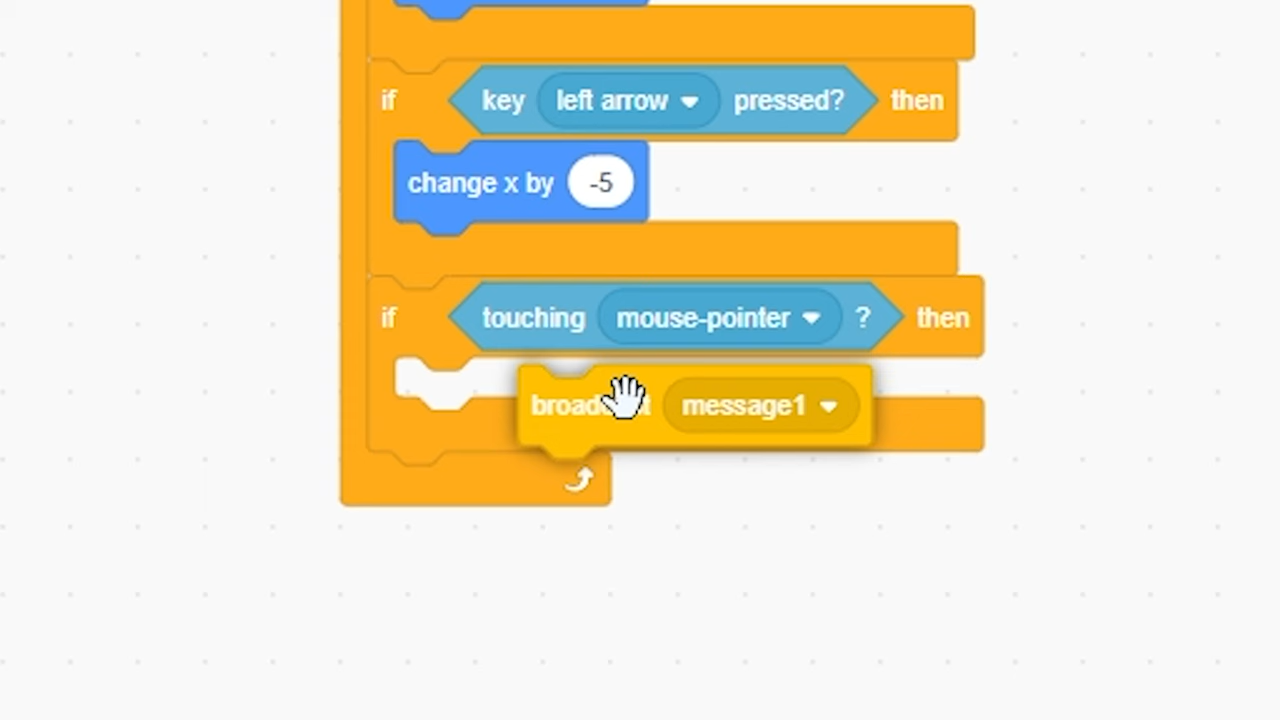 if key left arrow pressed? then
change x by -5
if touching mouse-pointer ? then
message1